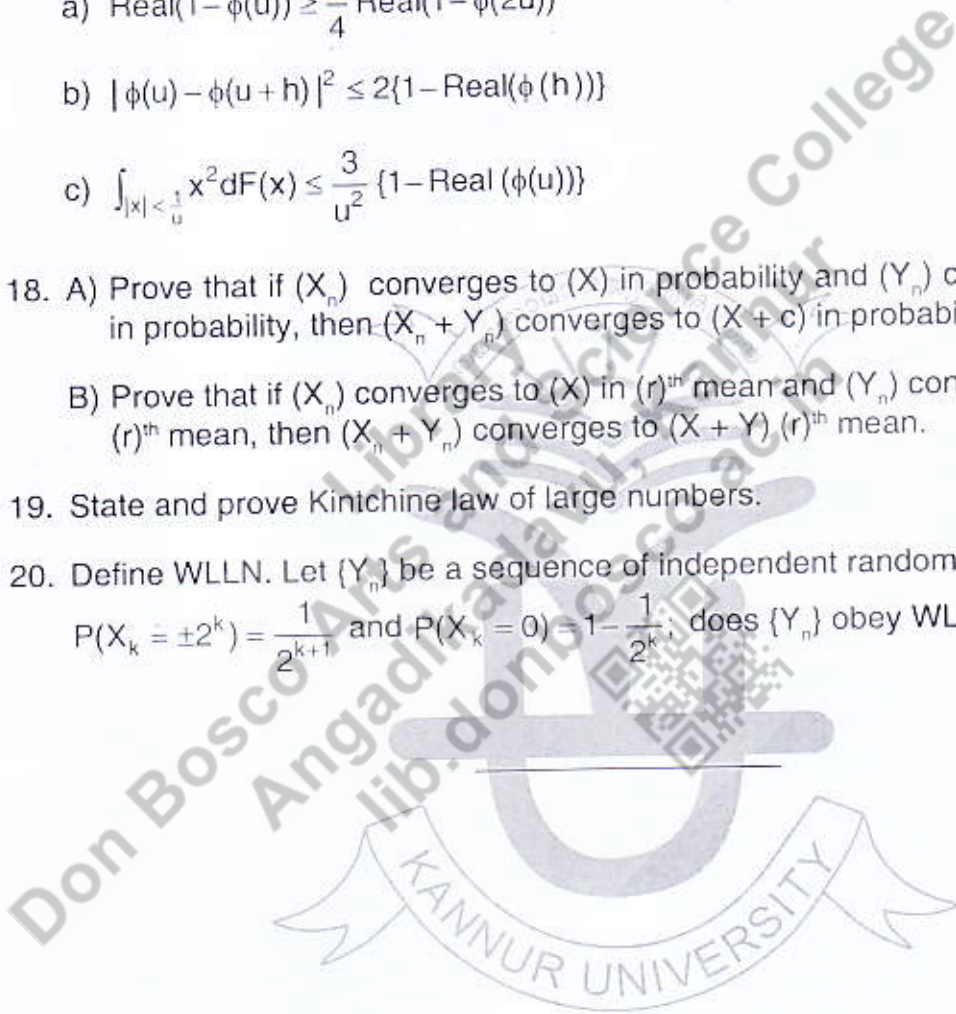 a) Real(1 – ϕ(u)) ≥ 1/4 Real(1 – ϕ(2u))
b) | ϕ(u) – ϕ(u + h) |² ≤ 2{1 – Real(ϕ (h))}
c) ∫_{|x| < 1/u} x²dF(x) ≤ 3/u² {1 – Real (ϕ(u))}
18. A) Prove that if (Xₙ) converges to (X) in probability and (Yₙ) c
in probability, then (Xₙ + Yₙ) converges to (X + c) in probabi
B) Prove that if (Xₙ) converges to (X) in (r)ᵗʰ mean and (Yₙ) con
(r)ᵗʰ mean, then (Xₙ + Yₙ) converges to (X + Y) (r)ᵗʰ mean.
19. State and prove Kintchine law of large numbers.
20. Define WLLN. Let {Yₙ} be a sequence of independent random
P(Xₖ = ±2ᵏ) = 1/2ᵏ⁺¹ and P(Xₖ = 0) = 1 – 1/2ᵏ; does {Yₙ} obey WL
Don Bosco Arts and Science College
Angadikadavu, Kannur
Library
lib.donbosco.ac.in
KANNUR UNIVERSITY